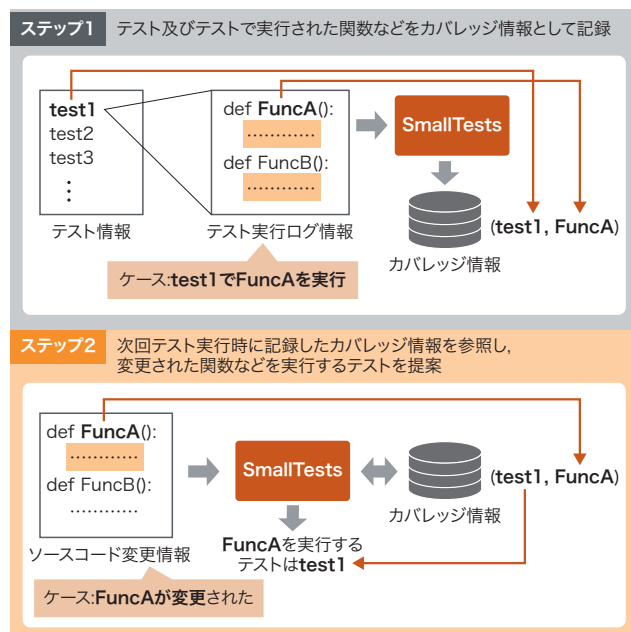 ステップ1
テスト及びテストで実行された関数などをカバレッジ情報として記録
test1
test2
test3
⋮
テスト情報
def FuncA():
…………
def FuncB():
…………
テスト実行ログ情報
SmallTests
カバレッジ情報
(test1, FuncA)
ケース:test1でFuncAを実行
ステップ2
次回テスト実行時に記録したカバレッジ情報を参照し,
変更された関数などを実行するテストを提案
def FuncA():
…………
def FuncB():
…………
ソースコード変更情報
SmallTests
カバレッジ情報
(test1, FuncA)
FuncAを実行する
テストはtest1
ケース:FuncAが変更された